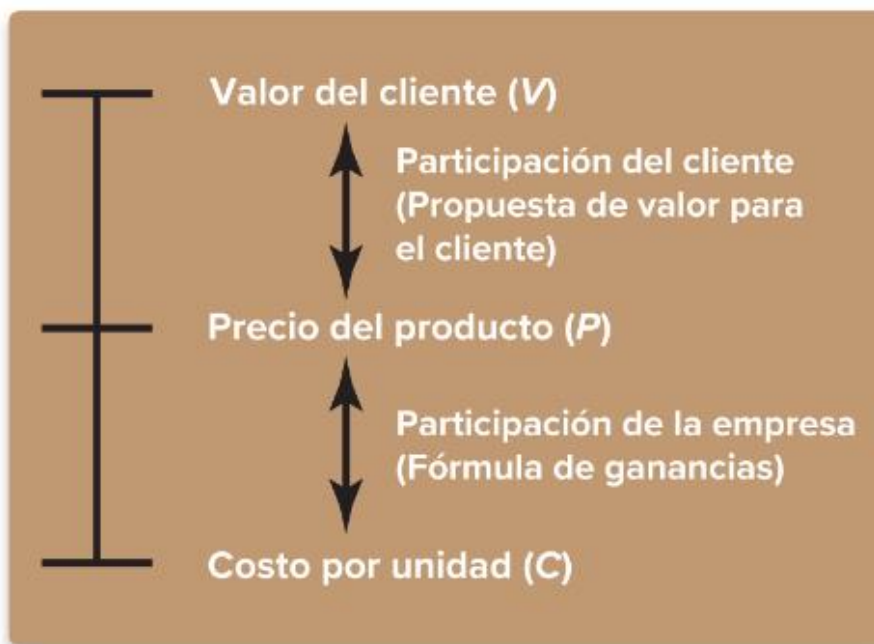 Valor del cliente (V)
Participación del cliente
(Propuesta de valor para
el cliente)
Precio del producto (P)
Participación de la empresa
(Fórmula de ganancias)
Costo por unidad (C)